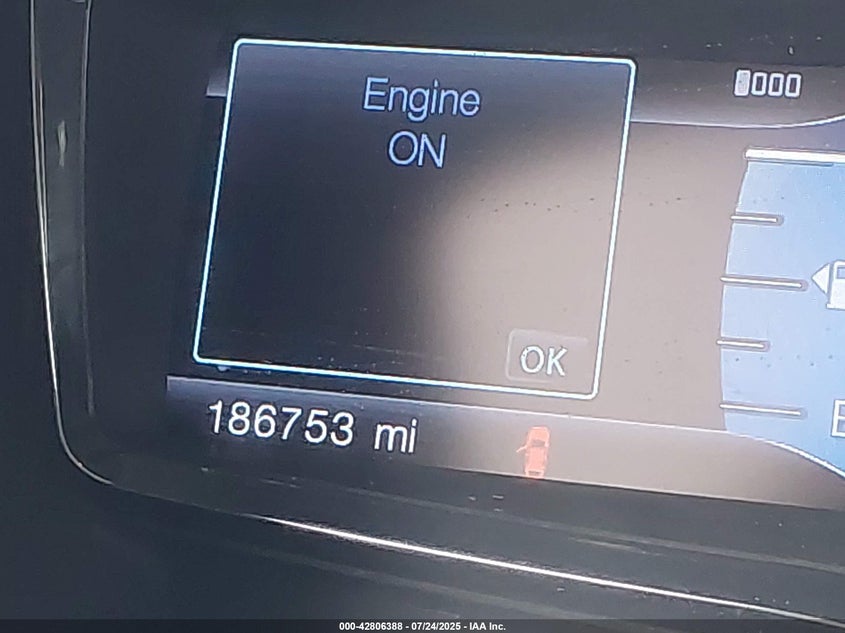 Engine
ON
OK
186753 mi
000-42806388 - 07/24/2025 - IAA Inc.